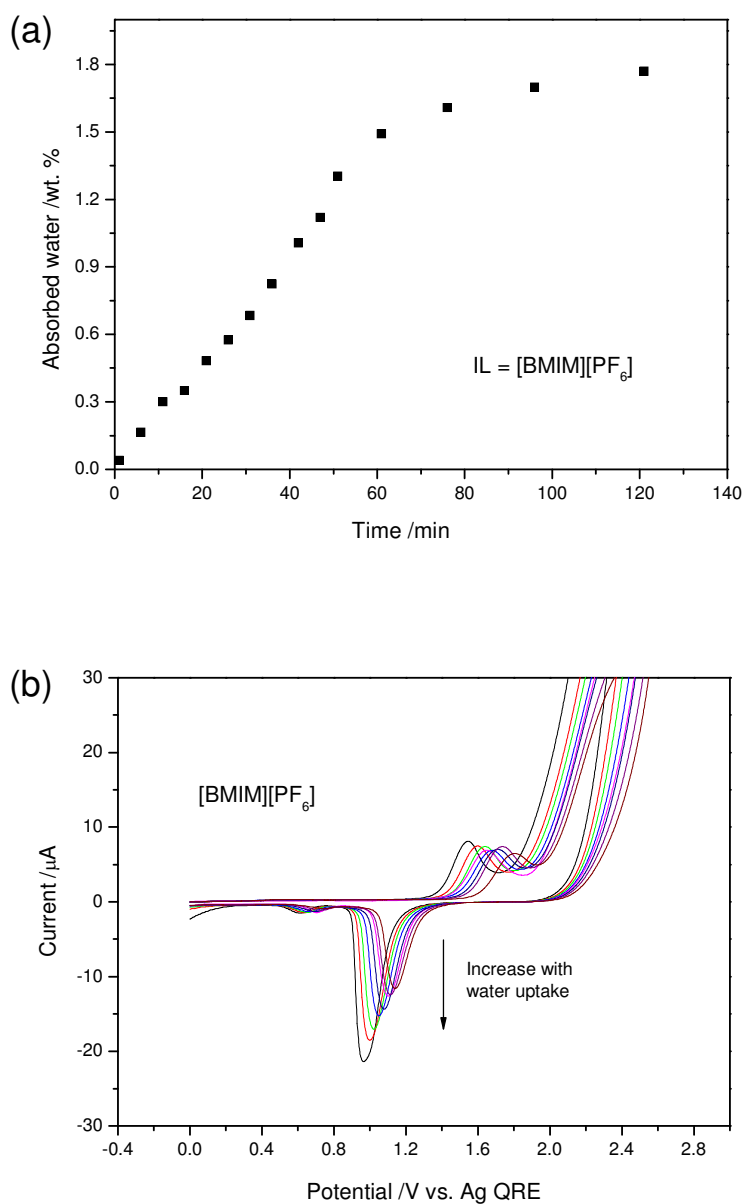 (a)
1.8
1.5
1.2
0.9
0.6
0.3
0.0
Absorbed water /wt. %
IL = [BMIM][PF₆]
0 20 40 60 80 100 120 140
Time /min
(b)
30
20
10
0
-10
-20
-30
Current /μA
[BMIM][PF₆]
Increase with
water uptake
-0.4 0.0 0.4 0.8 1.2 1.6 2.0 2.4 2.8
Potential /V vs. Ag QRE